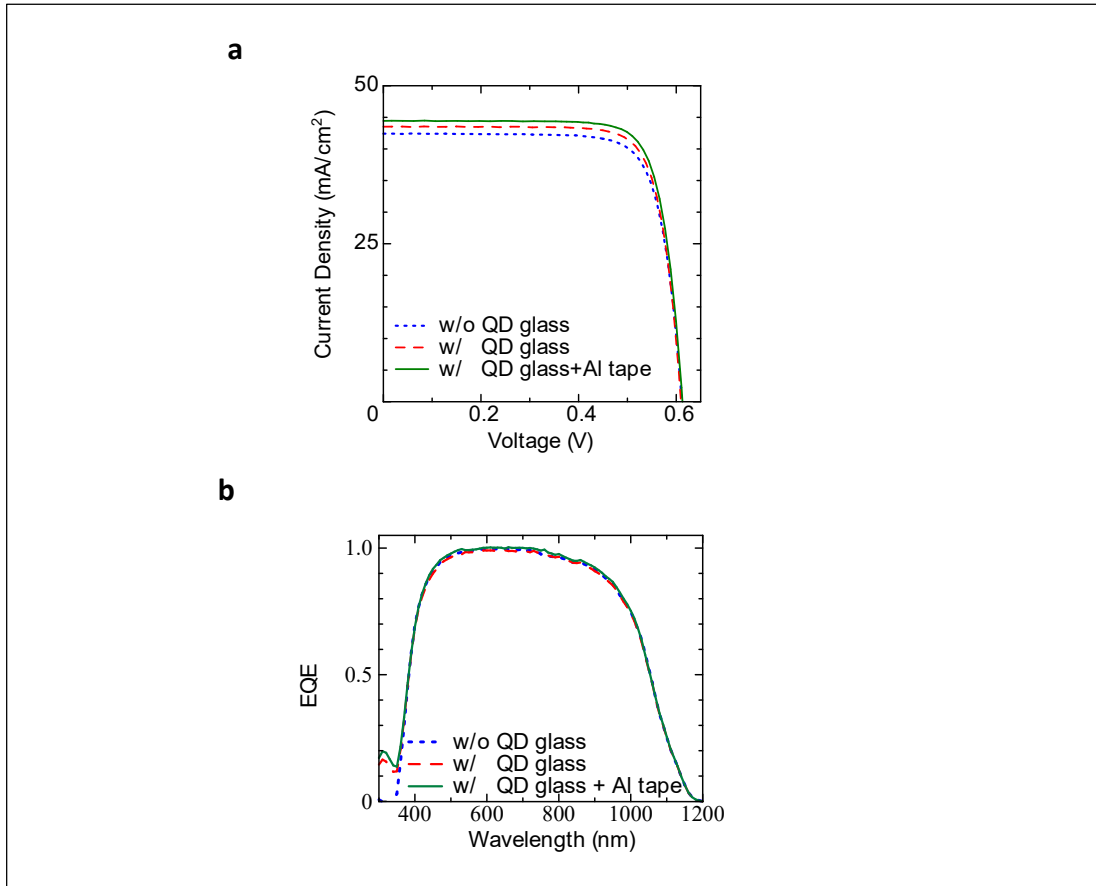 a
50
25
0
Current Density (mA/cm²)
w/o QD glass
w/ QD glass
w/ QD glass+Al tape
0 0.2 0.4 0.6
Voltage (V)
b
1.0
0.5
0
EQE
w/o QD glass
w/ QD glass
w/ QD glass + Al tape
400 600 800 1000 1200
Wavelength (nm)